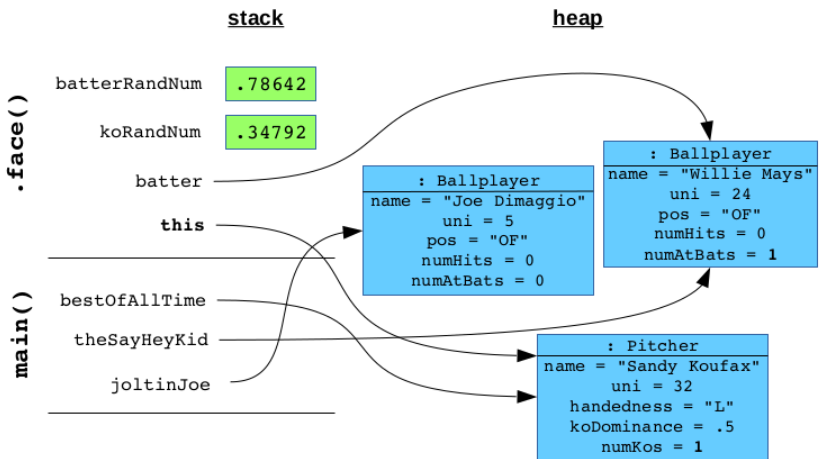 stack
heap
.face()
batterRandNum
.78642
koRandNum
.34792
batter
this
main()
bestOfAllTime
theSayHeyKid
joltinJoe
: Ballplayer
name = "Joe Dimaggio"
uni = 5
pos = "OF"
numHits = 0
numAtBats = 0
: Ballplayer
name = "Willie Mays"
uni = 24
pos = "OF"
numHits = 0
numAtBats = 1
: Pitcher
name = "Sandy Koufax"
uni = 32
handedness = "L"
koDominance = .5
numKos = 1